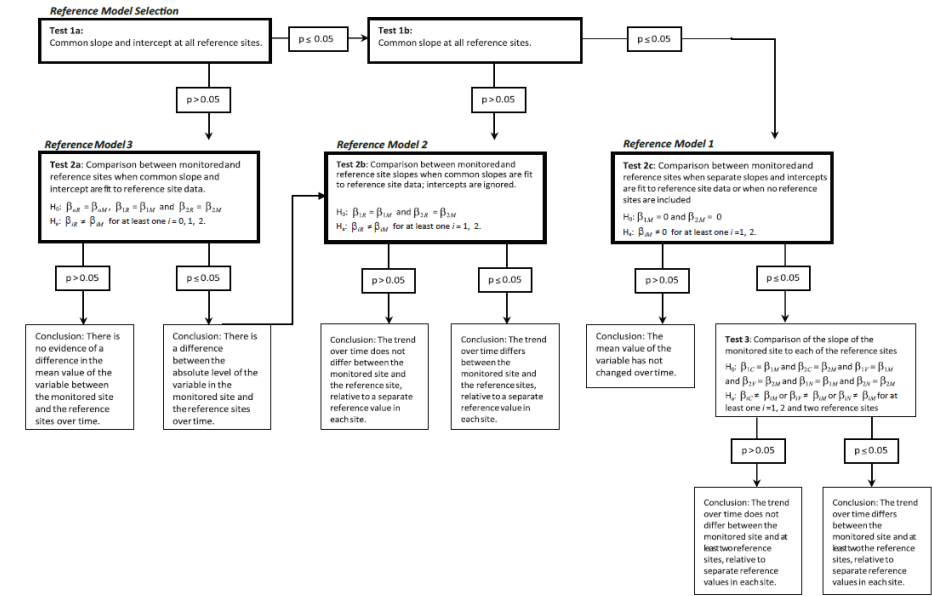 Reference Model Selection
Test 1a:
Common slope and intercept at all reference sites.
p ≤ 0.05
Test 1b:
Common slope at all reference sites.
p ≤ 0.05
p > 0.05
p > 0.05
Reference Model 3
Test 2a: Comparison between monitored and
reference sites when common slope and
intercept are fit to reference site data.
H₀: β₀R = β₀M, β₁R = β₁M and β₂R = β₂M
Hₐ: βiR ≠ βiM for at least one i = 0, 1, 2.
Reference Model 2
Test 2b: Comparison between monitored and
reference site slopes when common slopes are fit
to reference site data; intercepts are ignored.
H₀: β₁R = β₁M and β₂R = β₂M
Hₐ: βiR ≠ βiM for at least one i = 1, 2.
Reference Model 1
Test 2c: Comparison between monitored and
reference sites when separate slopes and intercepts
are fit to reference site data or when no reference
sites are included
H₀: β₁M = 0 and β₂M = 0
Hₐ: βiM ≠ 0 for at least one i =1, 2.
p > 0.05
p ≤ 0.05
p > 0.05
p ≤ 0.05
p > 0.05
p ≤ 0.05
Conclusion: There is
no evidence of a
difference in the
mean value of the
variable between
the monitored site
and the reference
sites over time.
Conclusion: There is
a difference
between the
absolute level of the
variable in the
monitored site and
the reference sites
over time.
Conclusion: The trend
over time does not
differ between the
monitored site and
the reference site,
relative to a separate
reference value in
each site.
Conclusion: The trend
over time differs
between the
monitored site and
the reference sites,
relative to a separate
reference value in
each site.
Conclusion: The
mean value of the
variable has not
changed over time.
Test 3: Comparison of the slope of the
monitored site to each of the reference sites
H₀: β₁C = β₁M and β₂C = β₂M and β₁F = β₁M
and β₂F = β₂M and β₁N = β₁M and β₂N = β₂M
Hₐ: βiC ≠ βiM or βiF ≠ βiM or βiN ≠ βiM for at
least one i =1, 2 and two reference sites
p > 0.05
p ≤ 0.05
Conclusion: The trend
over time does not
differ between the
monitored site and at
least two reference
sites, relative to
separate reference
values in each site.
Conclusion: The trend
over time differs
between the
monitored site and at
least two the reference
sites, relative to
separate reference
values in each site.